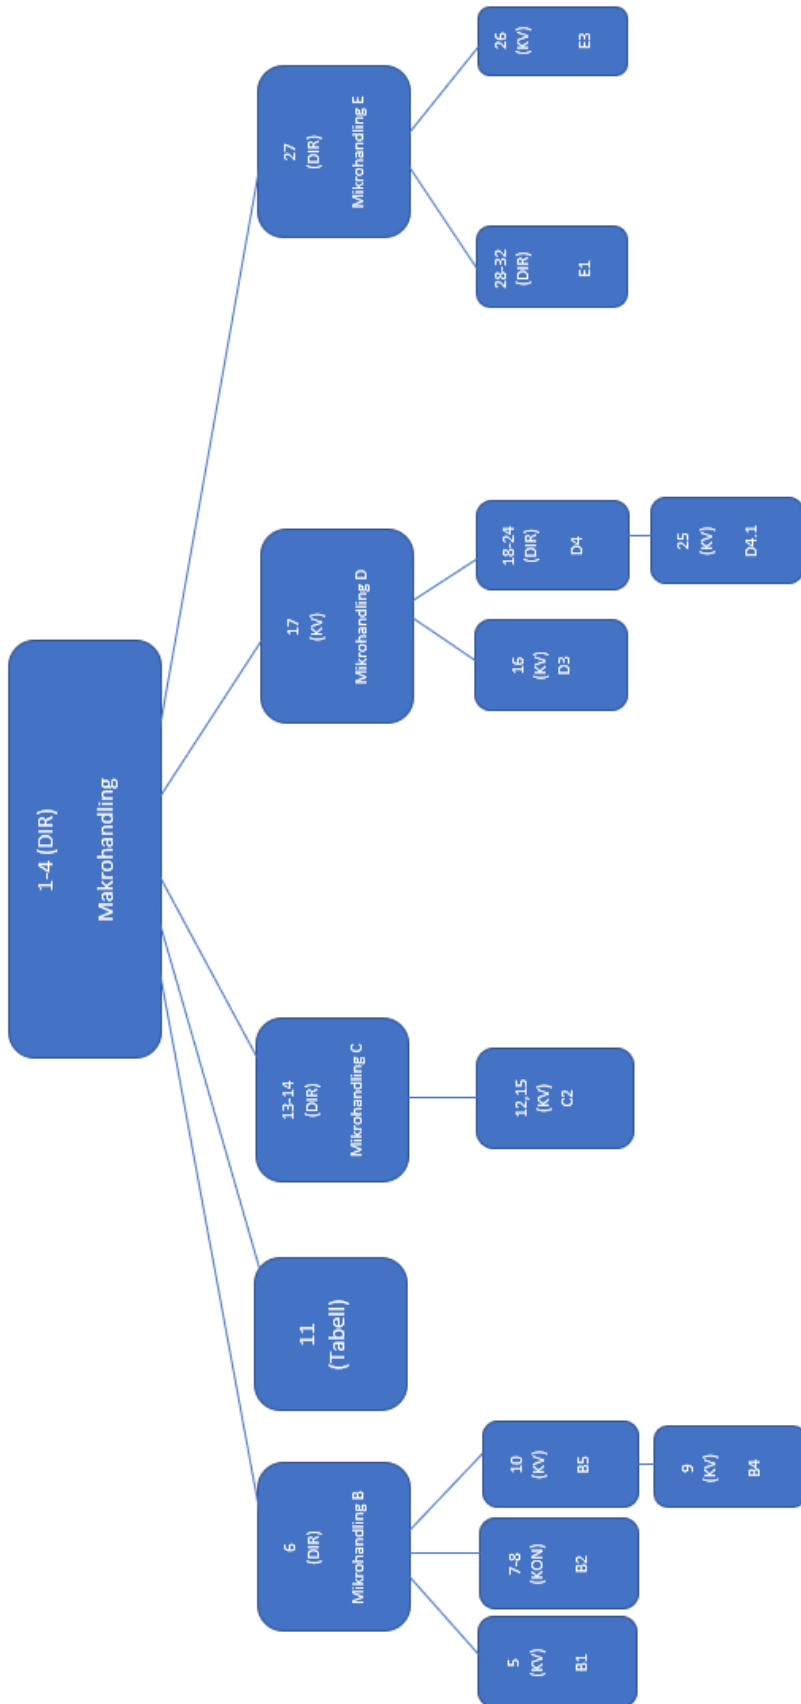 1-4 (DIR)
Makrohandling
6
(DIR)
Mikrohandling B
11
(Tabell)
13-14
(DIR)
Mikrohandling C
17
(KV)
Mikrohandling D
27
(DIR)
Mikrohandling E
5
(KV)
B1
7-8
(KON)
B2
10
(KV)
B5
12,15
(KV)
C2
16
(KV)
D3
18-24
(DIR)
D4
28-32
(DIR)
E1
26
(KV)
E3
9
(KV)
B4
25
(KV)
D4.1